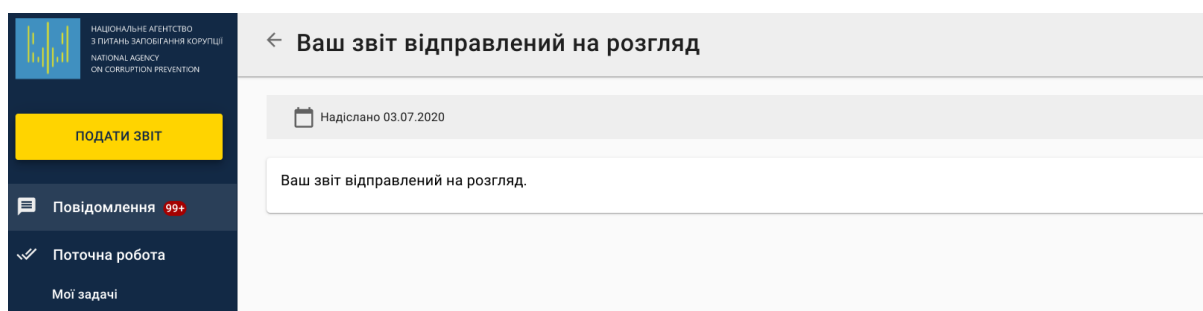 НАЦІОНАЛЬНЕ АГЕНТСТВО
З ПИТАНЬ ЗАПОБІГАННЯ КОРУПЦІЇ
NATIONAL AGENCY
ON CORRUPTION PREVENTION
ПОДАТИ ЗВІТ
Повідомлення 99+
Поточна робота
Мої задачі
Ваш звіт відправлений на розгляд
Надіслано 03.07.2020
Ваш звіт відправлений на розгляд.